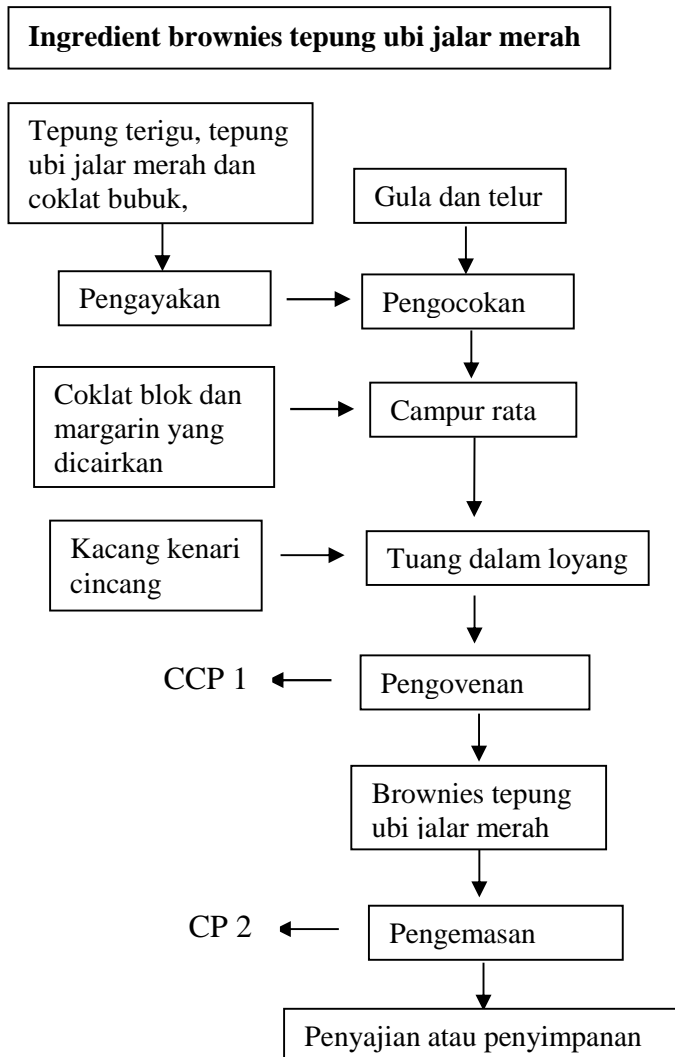 Ingredient brownies tepung ubi jalar merah
Tepung terigu, tepung
ubi jalar merah dan
coklat bubuk,
Gula dan telur
Pengayakan
Pengocokan
Coklat blok dan
margarin yang
dicairkan
Campur rata
Kacang kenari
cincang
Tuang dalam loyang
CCP 1
Pengovenan
Brownies tepung
ubi jalar merah
CP 2
Pengemasan
Penyajian atau penyimpanan